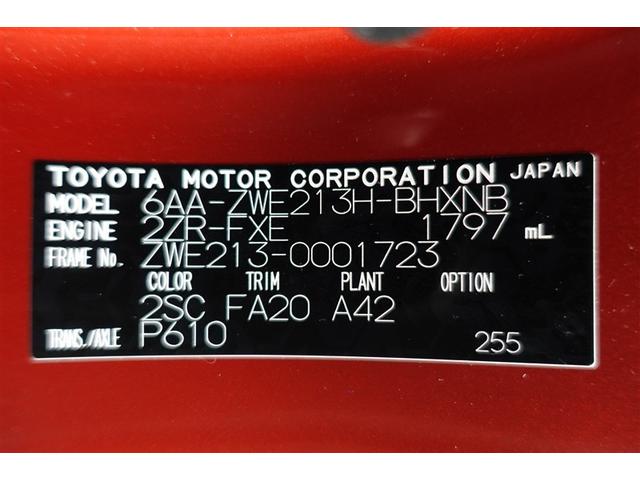 TOYOTA MOTOR CORPORATION JAPAN
MODEL 6AA-ZWE213H-BHXNB
ENGINE 2ZR-FXE 1797 mL
FRAME No. ZWE213-0001723
COLOR TRIM PLANT OPTION
2SC FA20 A42
TRANS./AXLE P610 255